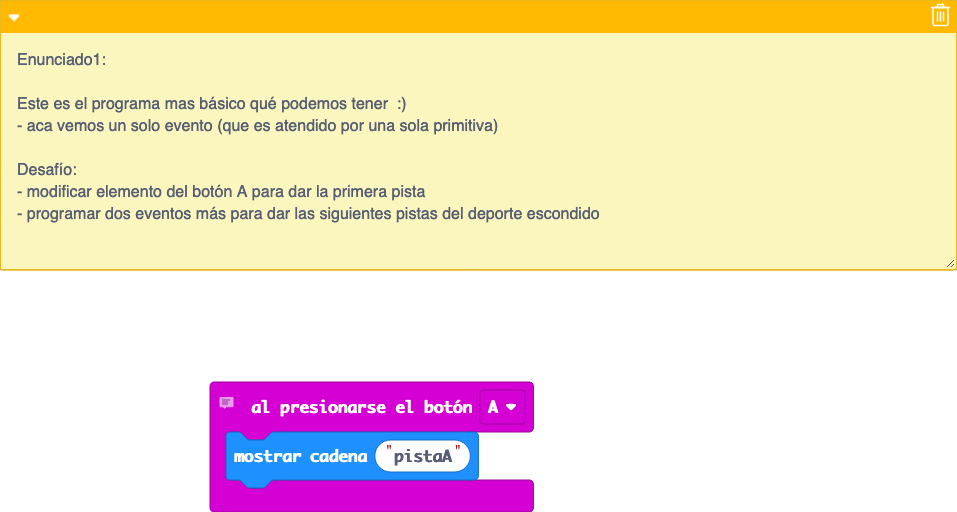 Enunciado1:
Este es el programa mas básico qué podemos tener  :)
- aca vemos un solo evento (que es atendido por una sola primitiva)
Desafío:
- modificar elemento del botón A para dar la primera pista
- programar dos eventos más para dar las siguientes pistas del deporte escondido
al presionarse el botón A
mostrar cadena "pistaA"